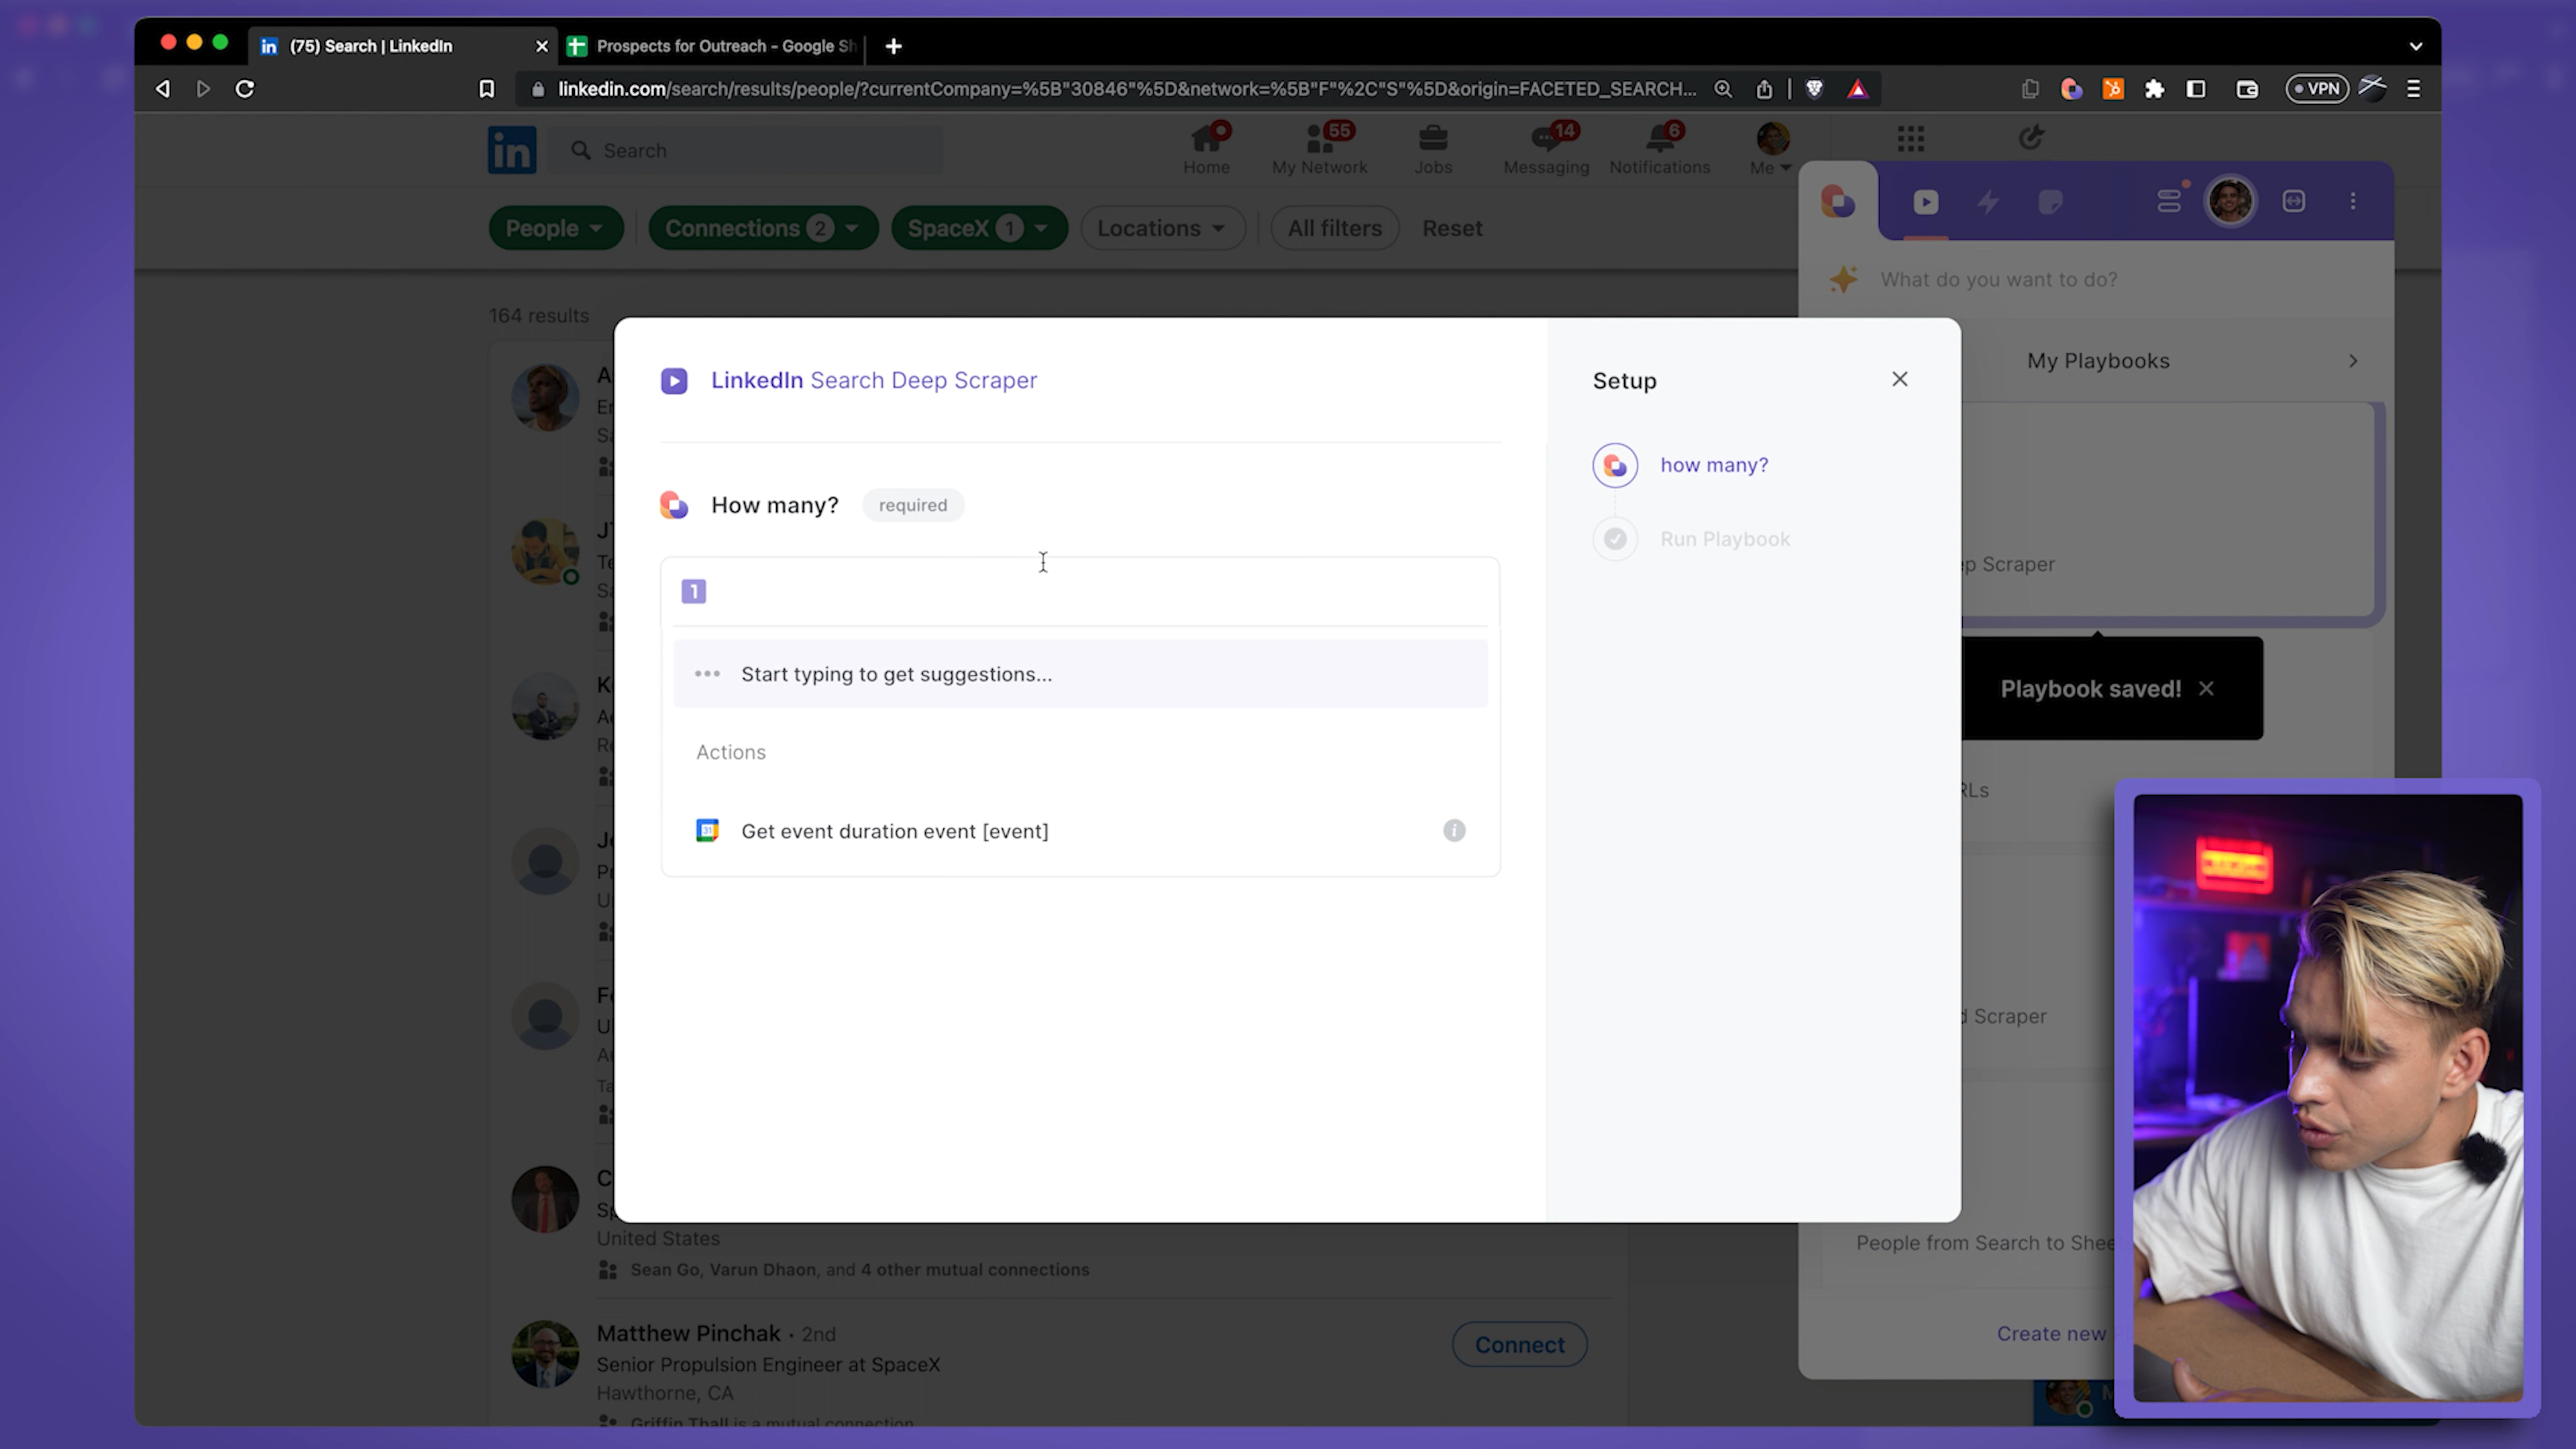 (75) Search | LinkedIn
Prospects for Outreach - Google Sh
linkedin.com/search/results/people/?currentCompany=%5B"30846"%5D&network=%5B"F"%2C"S"%5D&origin=FACETED_SEARCH...
VPN
in
Search
Home
55
My Network
Jobs
14
Messaging
6
Notifications
Me
People
Connections 2
SpaceX 1
Locations
All filters
Reset
What do you want to do?
164 results
My Playbooks
LinkedIn Search Deep Scraper
Setup
How many? required
how many?
Run Playbook
1
Start typing to get suggestions...
Actions
31
Get event duration event [event]
i
p Scraper
Playbook saved!
RLs
d Scraper
People from Search to Shee
Create new
United States
Sean Go, Varun Dhaon, and 4 other mutual connections
Matthew Pinchak • 2nd
Senior Propulsion Engineer at SpaceX
Hawthorne, CA
Griffin Thall is a mutual connection
Connect